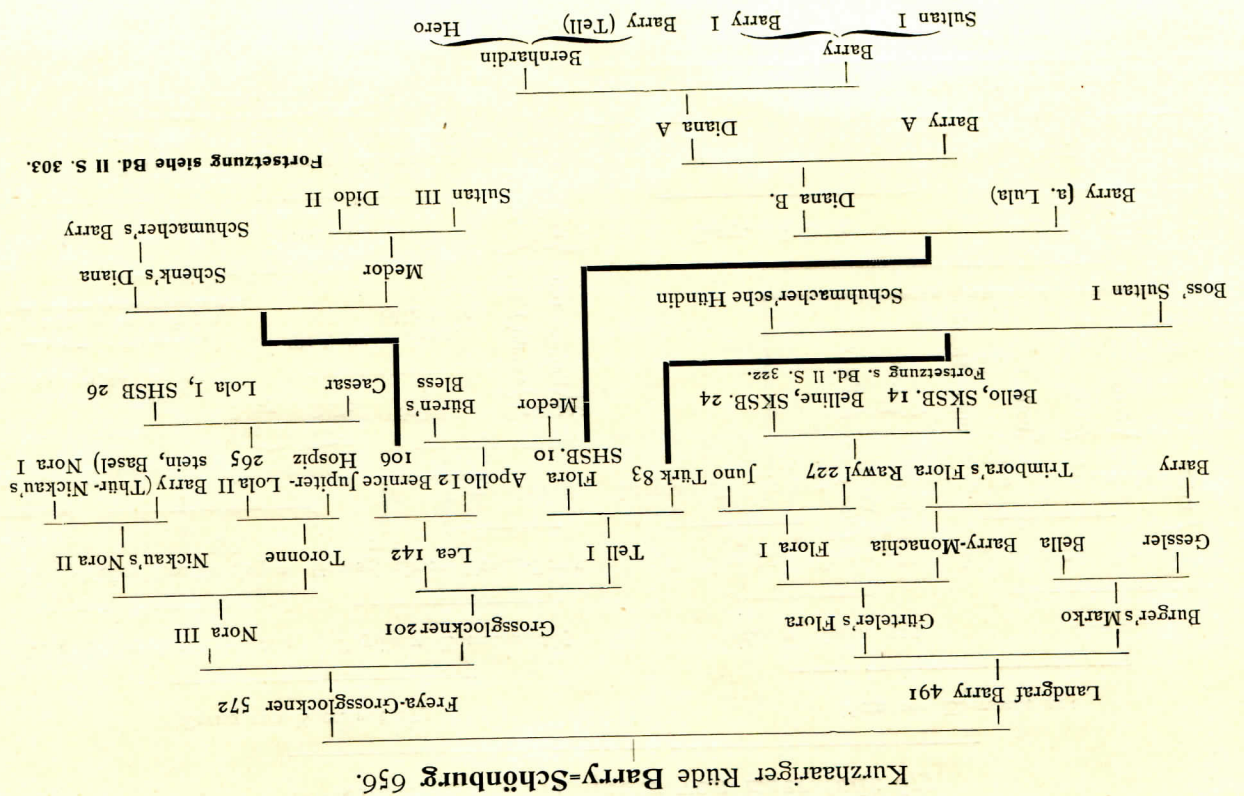 Kurzhaariger Rüde Barry=Schönburg 656.
Landgraf Barry 491 Freya-Grossglockner 572
Burger's Marko Gürteler's Flora Grossglockner 201 Nora III
Gessler Bella Barry-Monachia Flora I Tell I Lea 142 Toronne Nickau's Nora II
Barry Trimbora's Flora Rawyl 227 Juno Türk 83 Flora SHSB. 10 Apollo 12 Bernice 106 Jupiter-Hospiz Lola II 265 Barry (Thür-stein, Basel) Nickau's Nora I
Bello, SKSB. 14 Belline, SKSB. 24 Medor Büren's Bless Caesar Lola I, SHSB 26
Fortsetzung s. Bd. II S. 322.
Boss' Sultan I Schuhmacher'sche Hündin Medor Schenk's Diana
Barry (a. Lula) Diana B. Sultan III Dido II Schumacher's Barry
Fortsetzung siehe Bd. II S. 303.
Barry A Diana A
Barry Bernhardin
Sultan I Barry I Barry (Tell) Hero